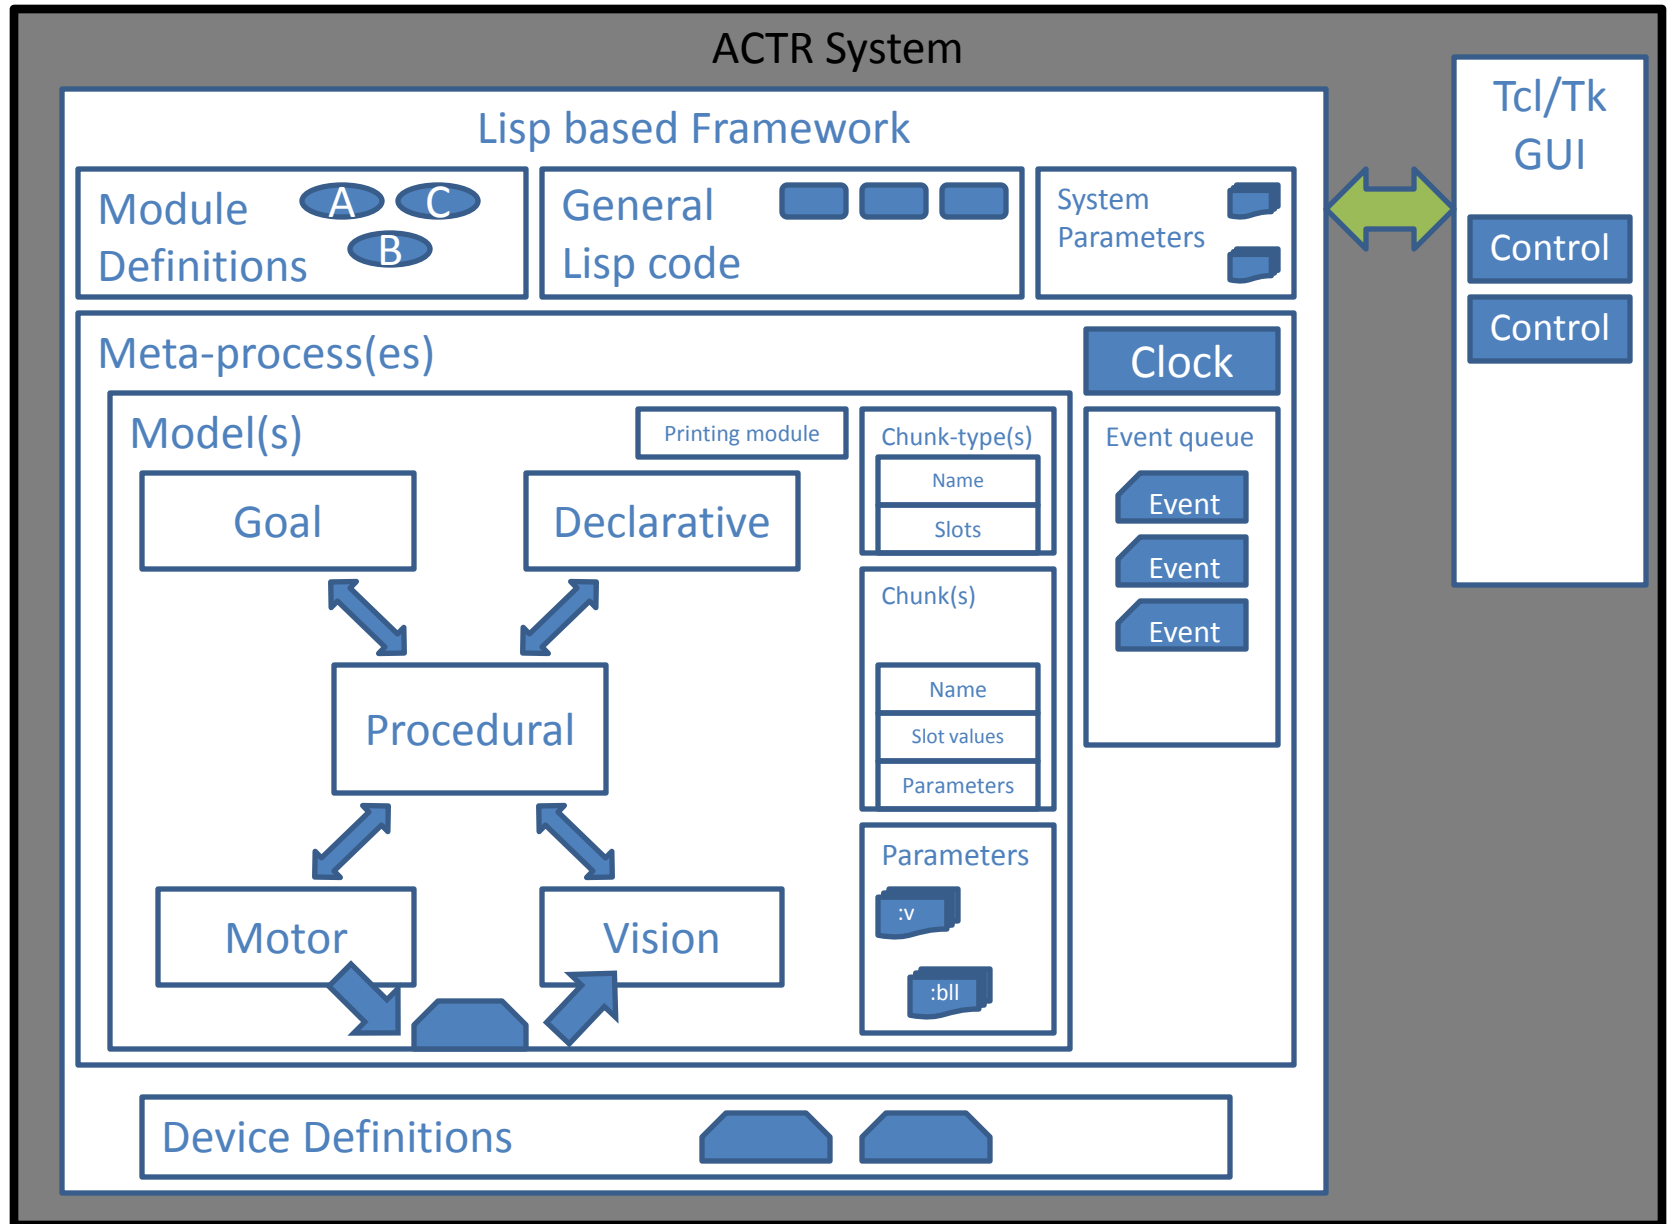 ACTR System
Lisp based Framework
Module
Definitions
A
C
B
General
Lisp code
System
Parameters
Tcl/Tk
GUI
Control
Control
Meta-process(es)
Clock
Model(s)
Printing module
Goal
Declarative
Procedural
Motor
Vision
Chunk-type(s)
Name
Slots
Chunk(s)
Name
Slot values
Parameters
Parameters
:v
:bll
Event queue
Event
Event
Event
Device Definitions